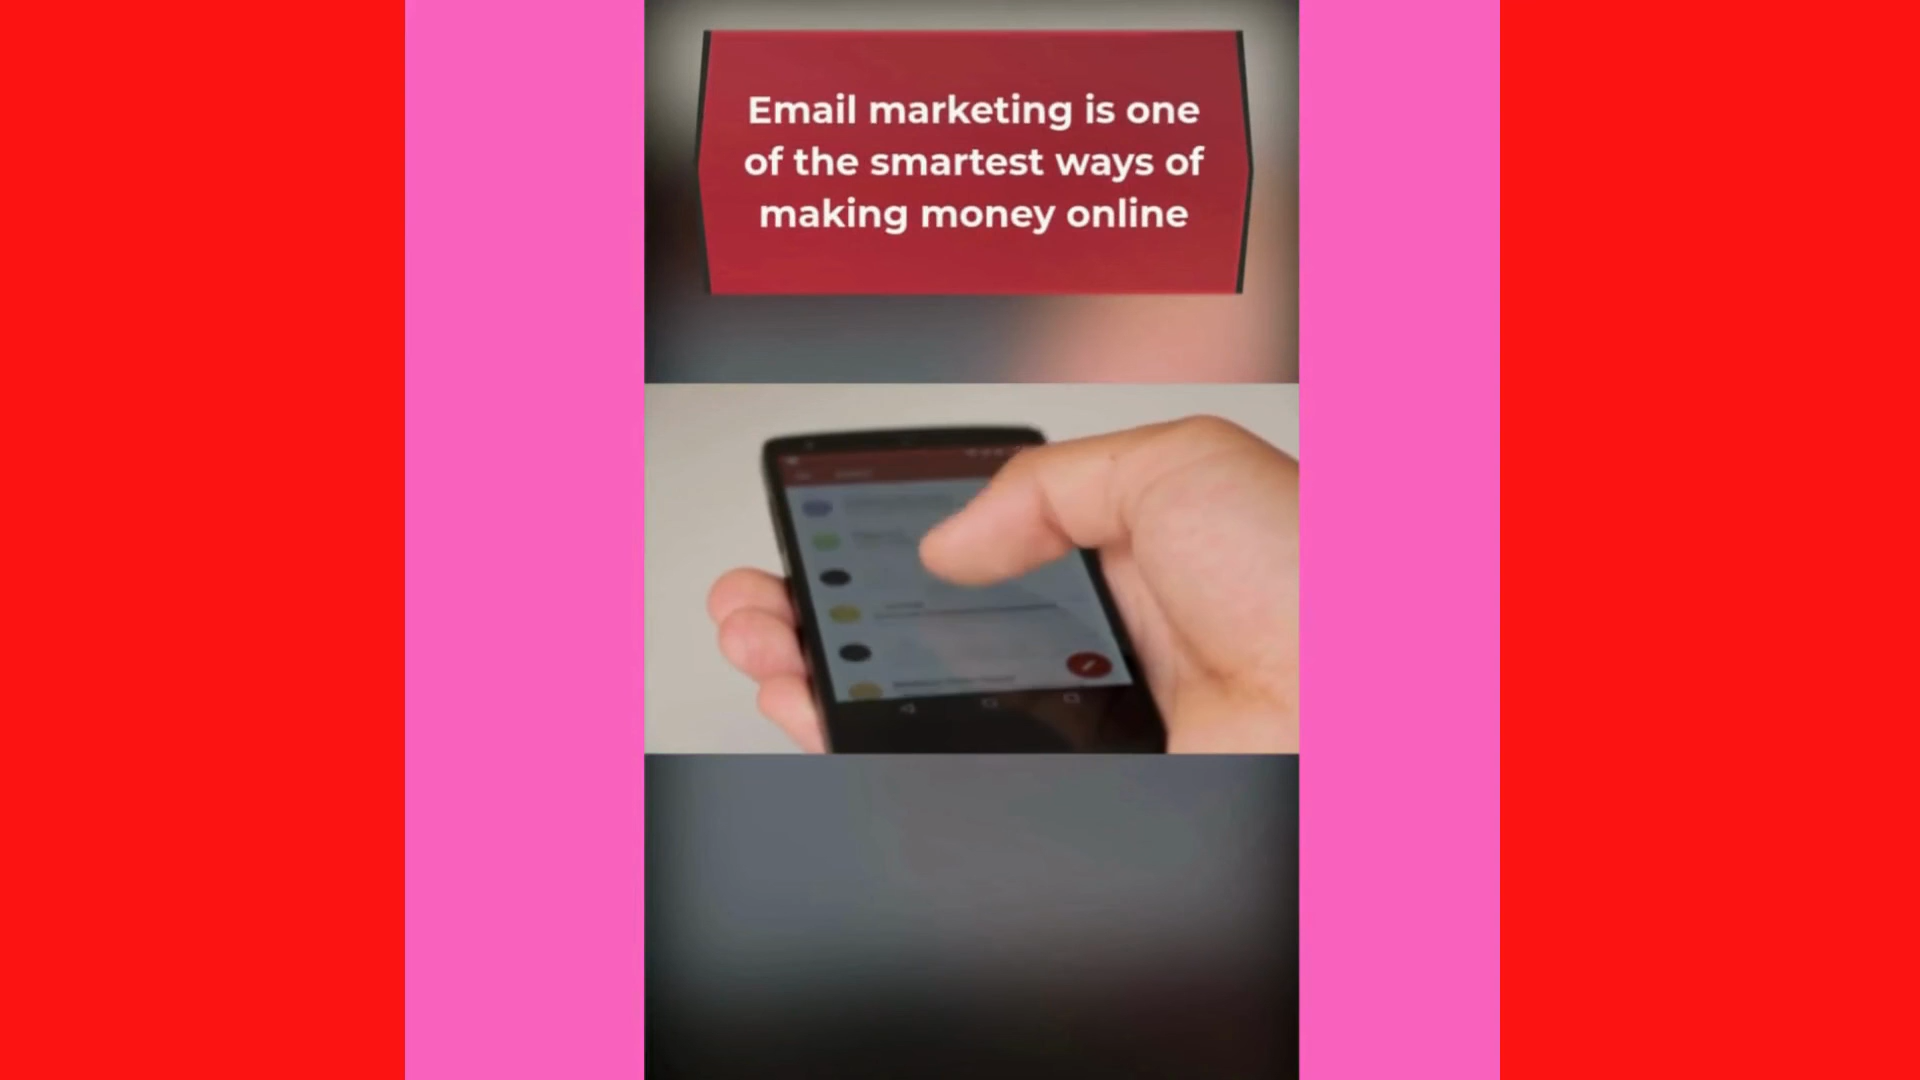 Email marketing is one
of the smartest ways of
making money online